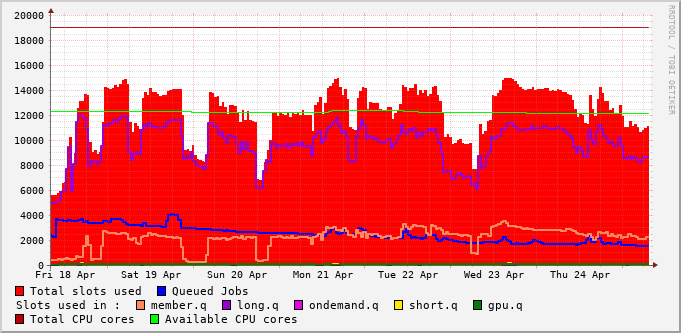 20000
18000
16000
14000
12000
10000
8000
6000
4000
2000
0
Fri 18 Apr Sat 19 Apr Sun 20 Apr Mon 21 Apr Tue 22 Apr Wed 23 Apr Thu 24 Apr
Total slots used Queued Jobs
Slots used in : member.q long.q ondemand.q short.q gpu.q
Total CPU cores Available CPU cores
RRDTOOL / TOBI OETIKER